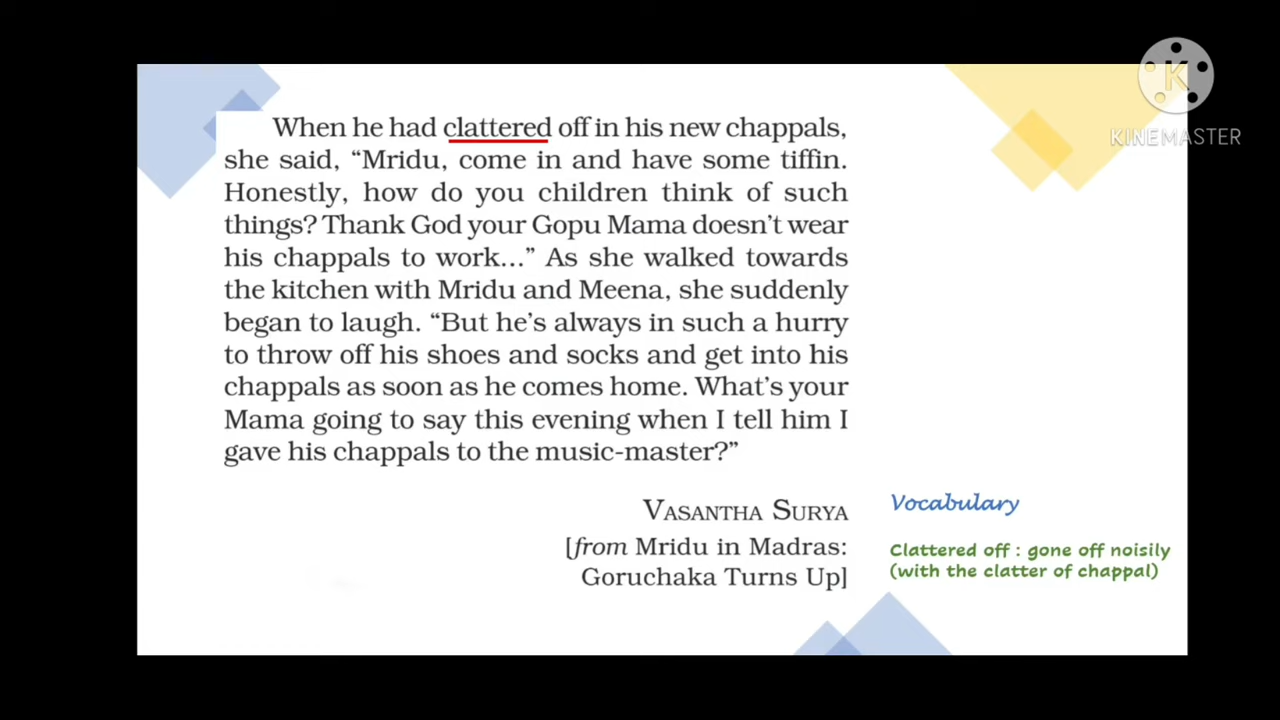 When he had clattered off in his new chappals,
she said, “Mridu, come in and have some tiffin.
Honestly, how do you children think of such
things? Thank God your Gopu Mama doesn’t wear
his chappals to work...” As she walked towards
the kitchen with Mridu and Meena, she suddenly
began to laugh. “But he’s always in such a hurry
to throw off his shoes and socks and get into his
chappals as soon as he comes home. What’s your
Mama going to say this evening when I tell him I
gave his chappals to the music-master?”
VASANTHA SURYA
[from Mridu in Madras:
Goruchaka Turns Up]
Vocabulary
Clattered off : gone off noisily
(with the clatter of chappal)
K
KINEMASTER